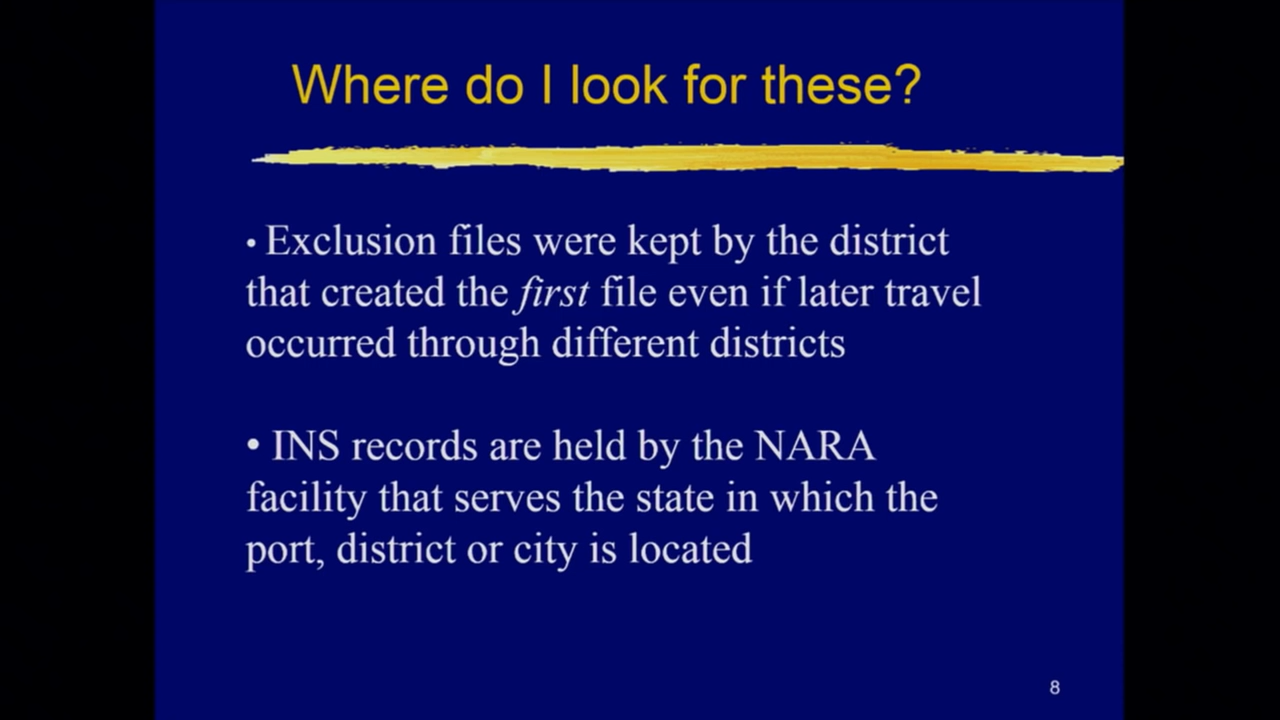 Where do I look for these?
• Exclusion files were kept by the district
that created the first file even if later travel
occurred through different districts
• INS records are held by the NARA
facility that serves the state in which the
port, district or city is located
8